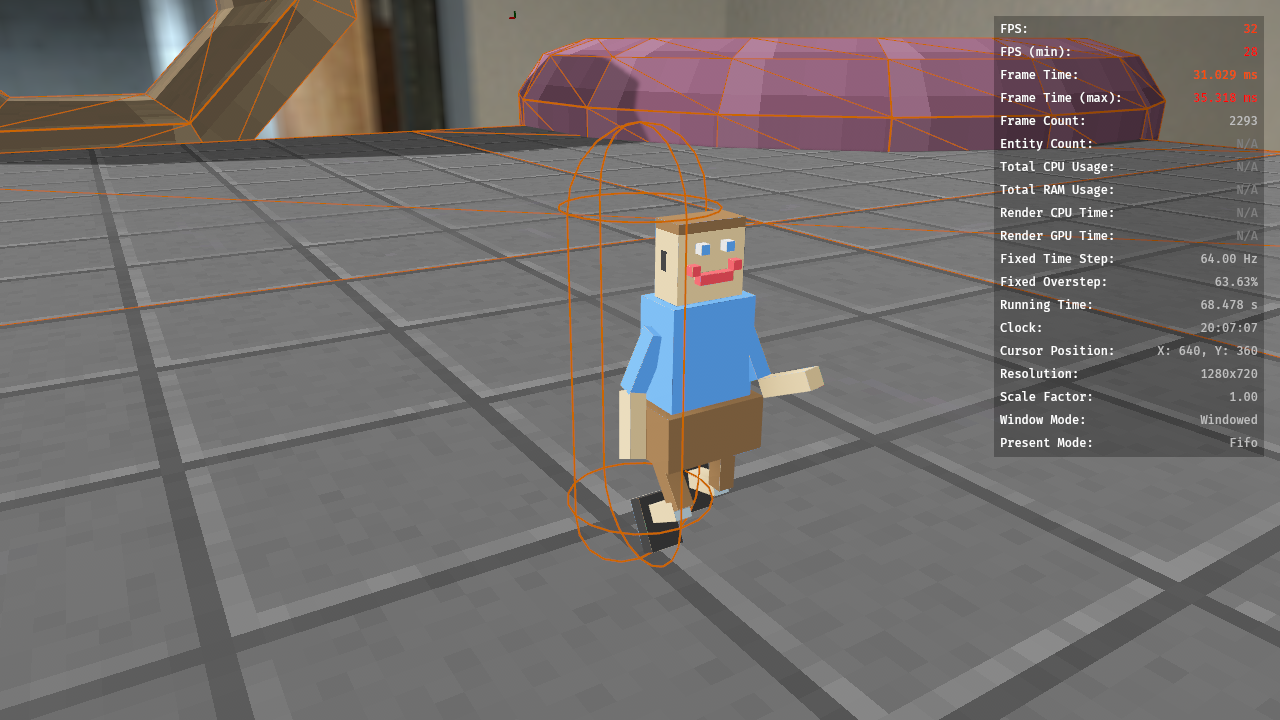 FPS: 32
FPS (min): 28
Frame Time: 31.029 ms
Frame Time (max):
Frame Count: 2293
Entity Count: N/A
Total CPU Usage: N/A
Total RAM Usage: N/A
Render CPU Time: N/A
Render GPU Time: N/A
Fixed Time Step: 64.00 Hz
Fixed Overstep: 63.63%
Running Time: 68.478 s
Clock: 20:07:07
Cursor Position: X: 640, Y: 360
Resolution: 1280x720
Scale Factor: 1.00
Window Mode: Windowed
Present Mode: Fifo